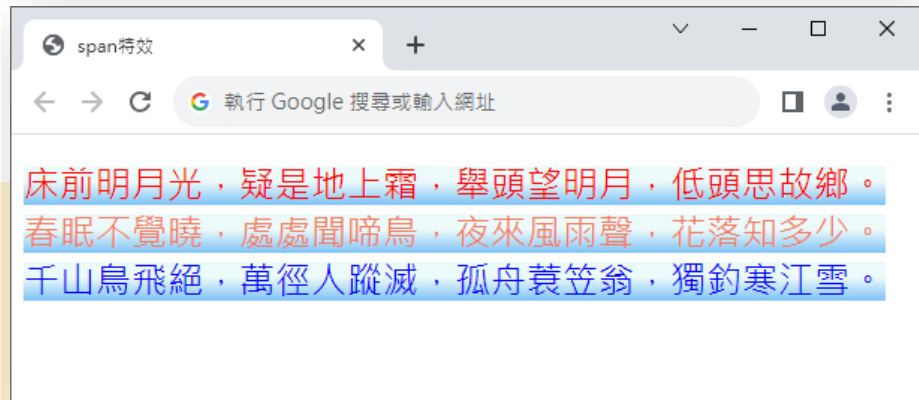 span特效
執行 Google 搜尋或輸入網址
床前明月光，疑是地上霜，舉頭望明月，低頭思故鄉。
春眠不覺曉，處處聞啼鳥，夜來風雨聲，花落知多少。
千山鳥飛絕，萬徑人蹤滅，孤舟蓑笠翁，獨釣寒江雪。